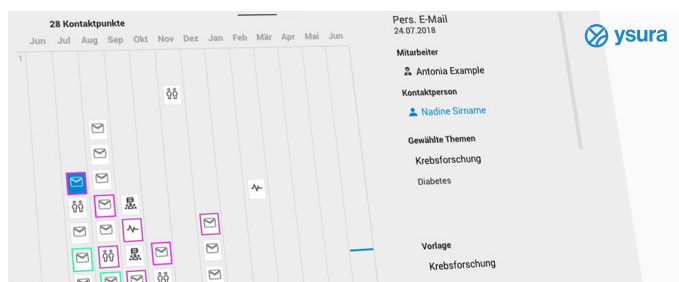 28 Kontaktpunkte
Jun Jul Aug Sep Okt Nov Dez Jan Feb Mär Apr Mai Jun
1
Pers. E-Mail
24.07.2018
Mitarbeiter
Antonia Example
Kontaktperson
Nadine Sirname
Gewählte Themen
Krebsforschung
Diabetes
Vorlage
Krebsforschung
ysura